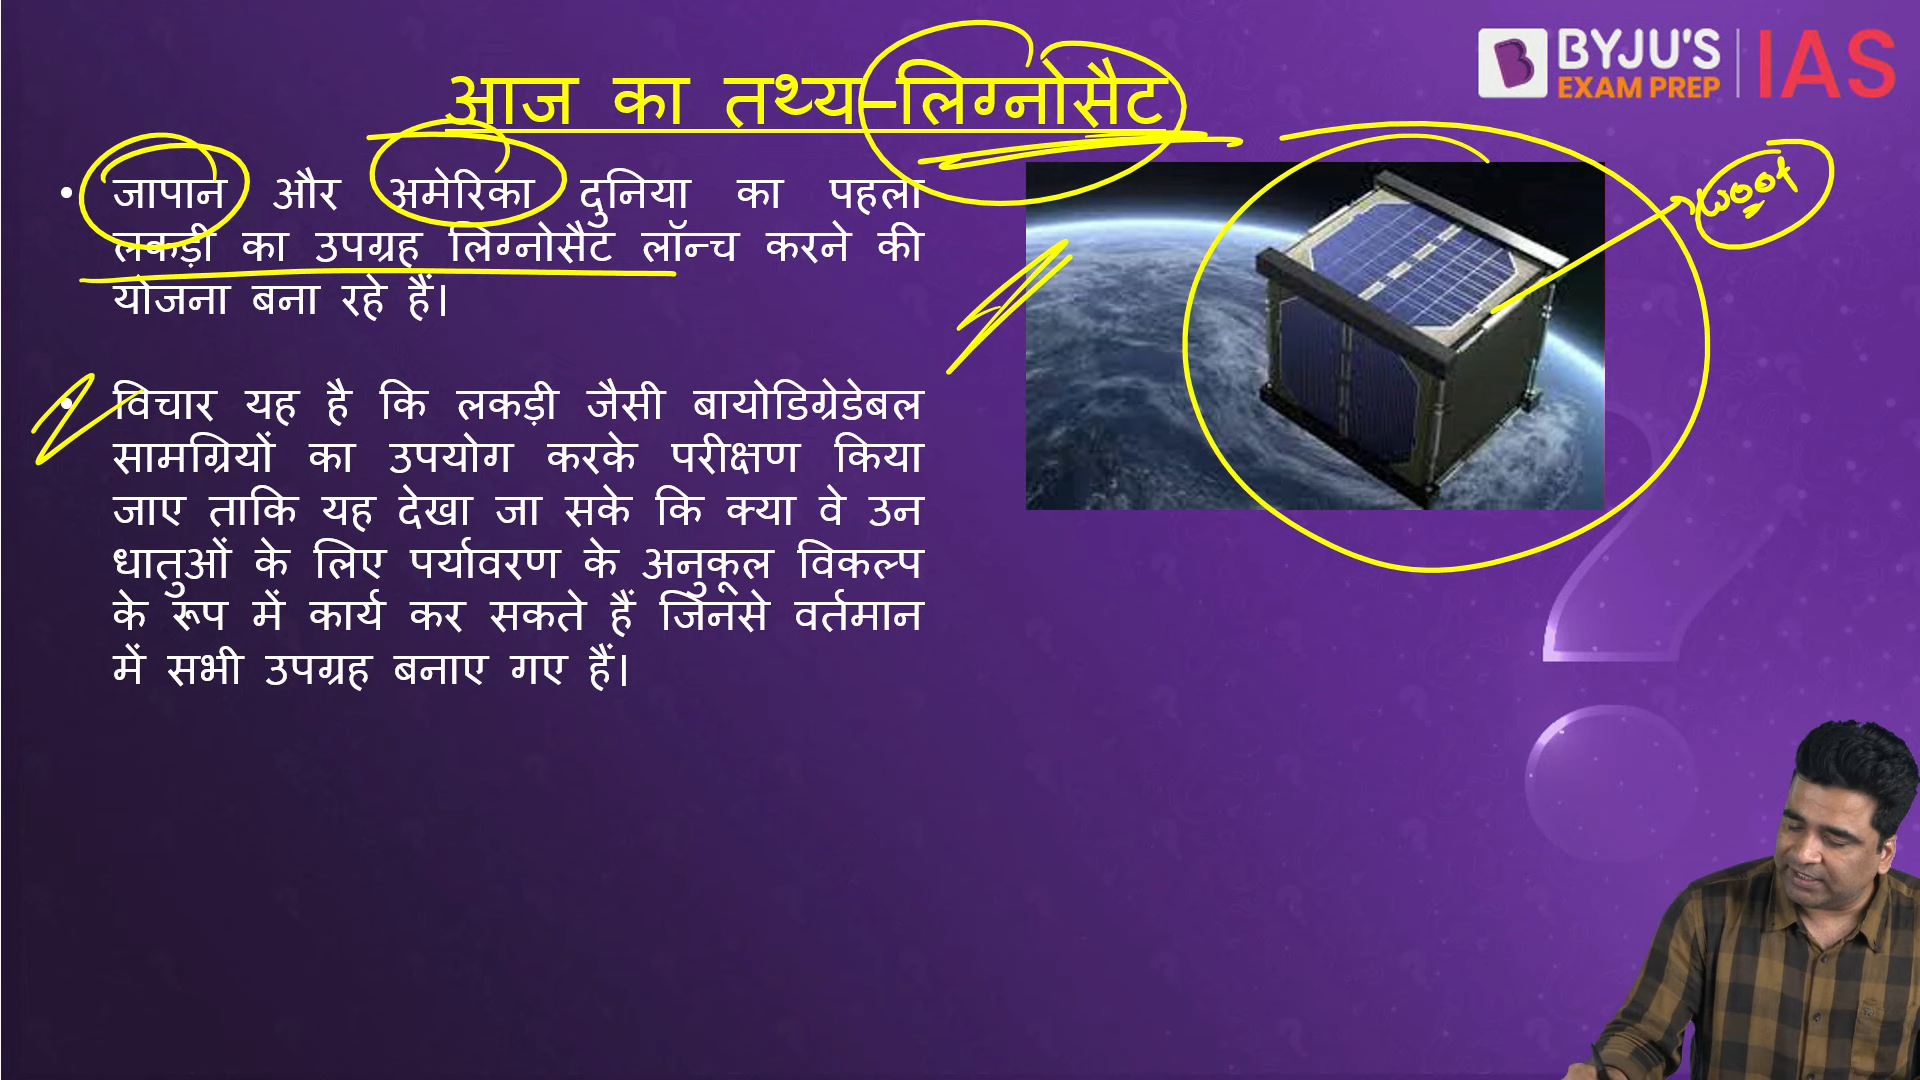 BYJU'S
EXAM PREP
IAS
आज का तथ्य–लिग्नोसैट
• जापान और अमेरिका दुनिया का पहला
लकड़ी का उपग्रह लिग्नोसैट लॉन्च करने की
योजना बना रहे हैं।
• विचार यह है कि लकड़ी जैसी बायोडिग्रेडेबल
सामग्रियों का उपयोग करके परीक्षण किया
जाए ताकि यह देखा जा सके कि क्या वे उन
धातुओं के लिए पर्यावरण के अनुकूल विकल्प
के रूप में कार्य कर सकते हैं जिनसे वर्तमान
में सभी उपग्रह बनाए गए हैं।